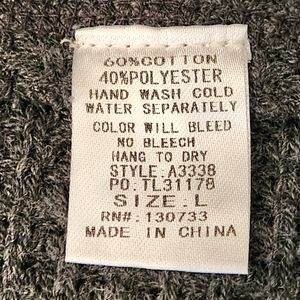 60%COTTON
40%POLYESTER
HAND WASH COLD
WATER SEPARATELY
COLOR WILL BLEED
NO BLEECH
HANG TO DRY
STYLE.A3338
PO.TL31179
SIZE.L
RN#: 130733
MADE IN CHINA